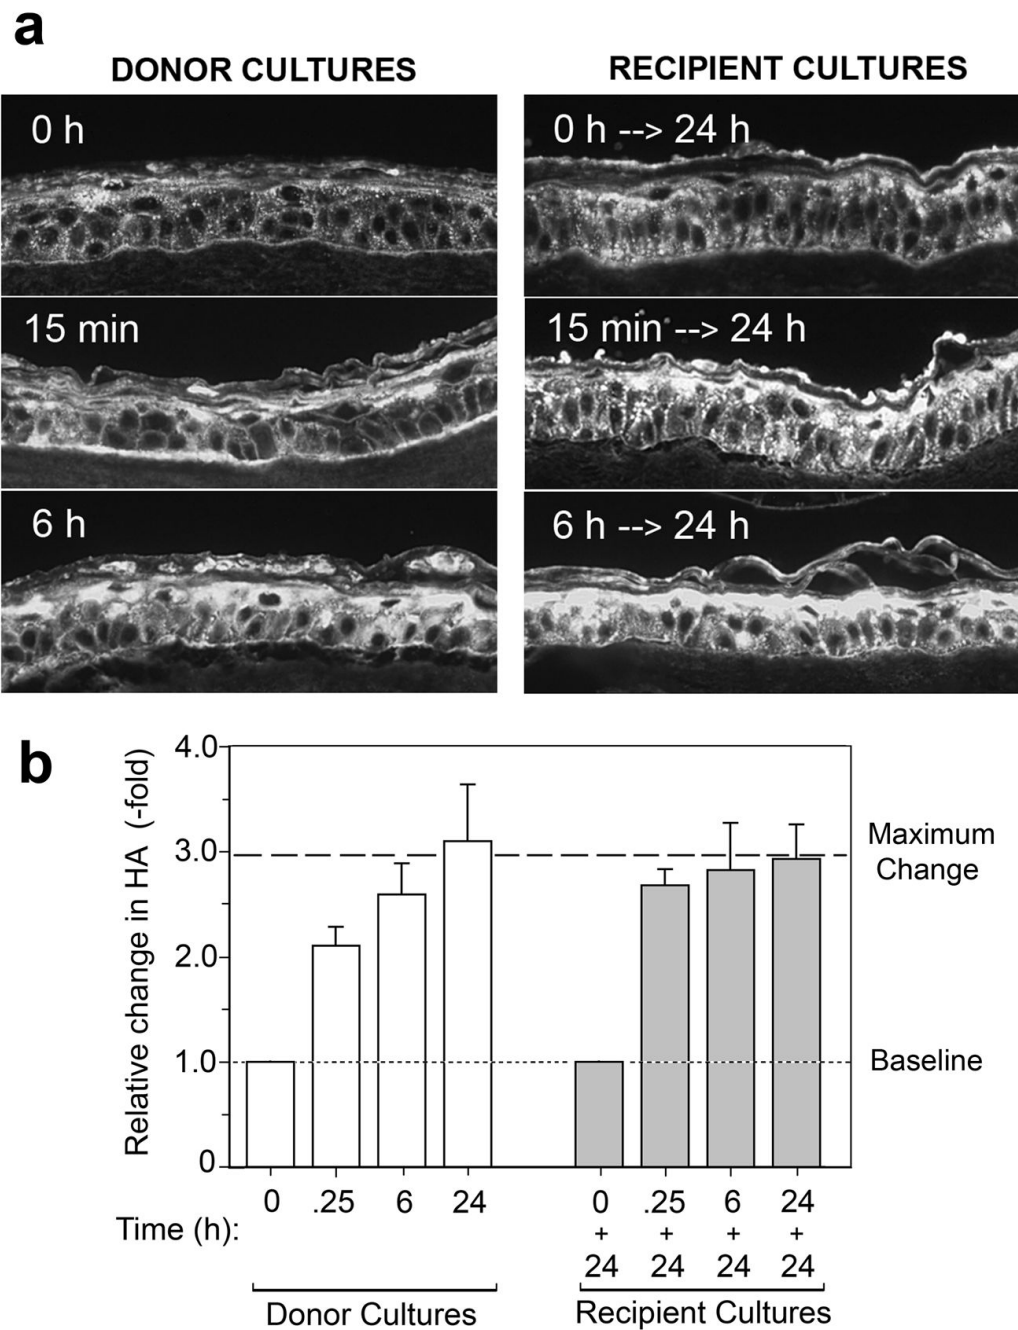 a
DONOR CULTURES
RECIPIENT CULTURES
0 h
0 h --> 24 h
15 min
15 min --> 24 h
6 h
6 h --> 24 h
b
Relative change in HA (-fold)
4.0
3.0
2.0
1.0
0
Maximum
Change
Baseline
0 .25 6 24 0 .25 6 24
Time (h): + + + +
24 24 24 24
Donor Cultures Recipient Cultures